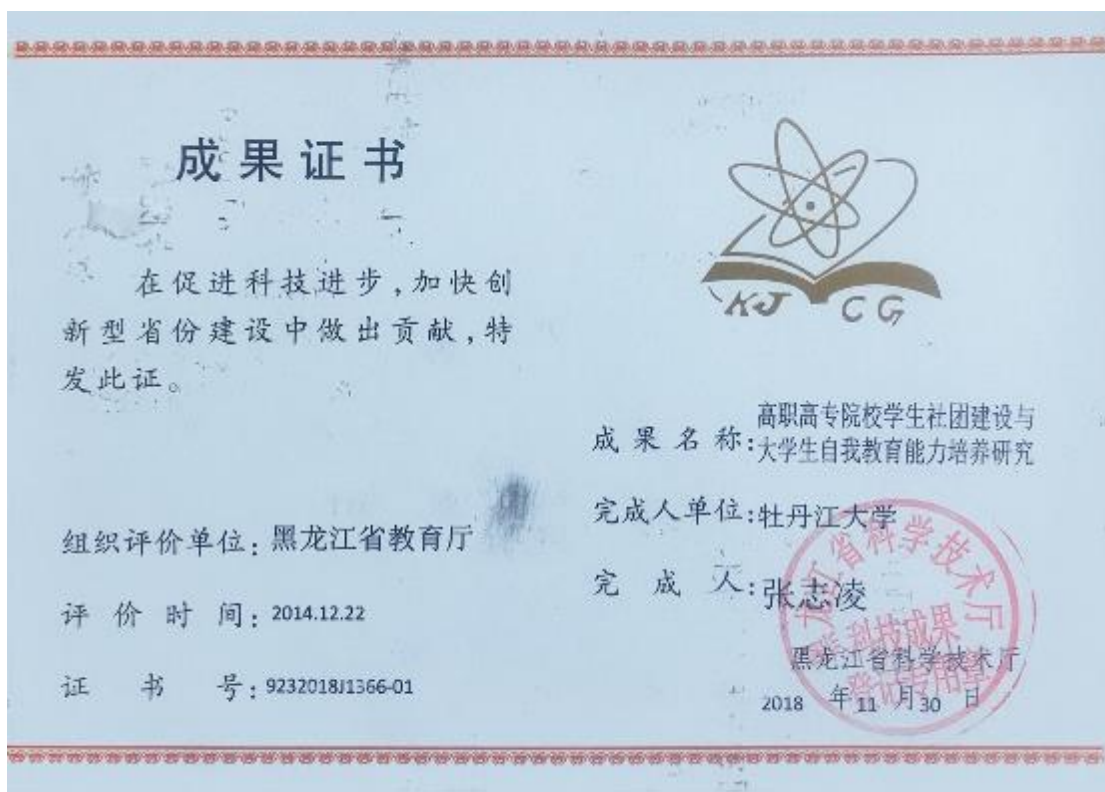 成果证书
在促进科技进步,加快创
新型省份建设中做出贡献,特
发此证。
组织评价单位:黑龙江省教育厅
评价时间:2014.12.22
证书号:9232018J1366-01
KJ CG
成果名称:高职高专院校学生社团建设与
大学生自我教育能力培养研究
完成人单位:牡丹江大学
完成人:张志凌
黑龙江省科学技术厅
2018年11月30日
龙江省科学技术厅
科技成果
登记专用章